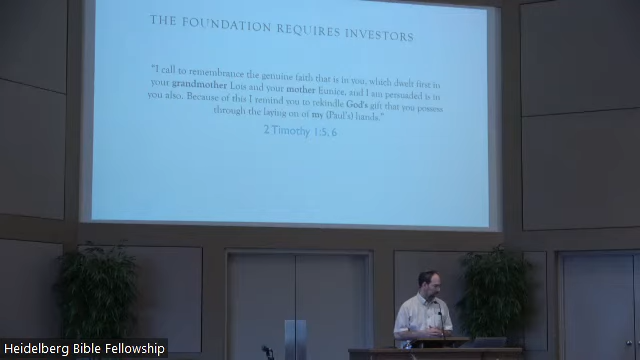 THE FOUNDATION REQUIRES INVESTORS
"I call to remembrance the genuine faith that is in you, which dwelt first in
your grandmother Lois and your mother Eunice, and I am persuaded is in
you also. Because of this I remind you to rekindle God's gift that you possess
through the laying on of my (Paul's) hands."
2 Timothy 1:5, 6
Heidelberg Bible Fellowship